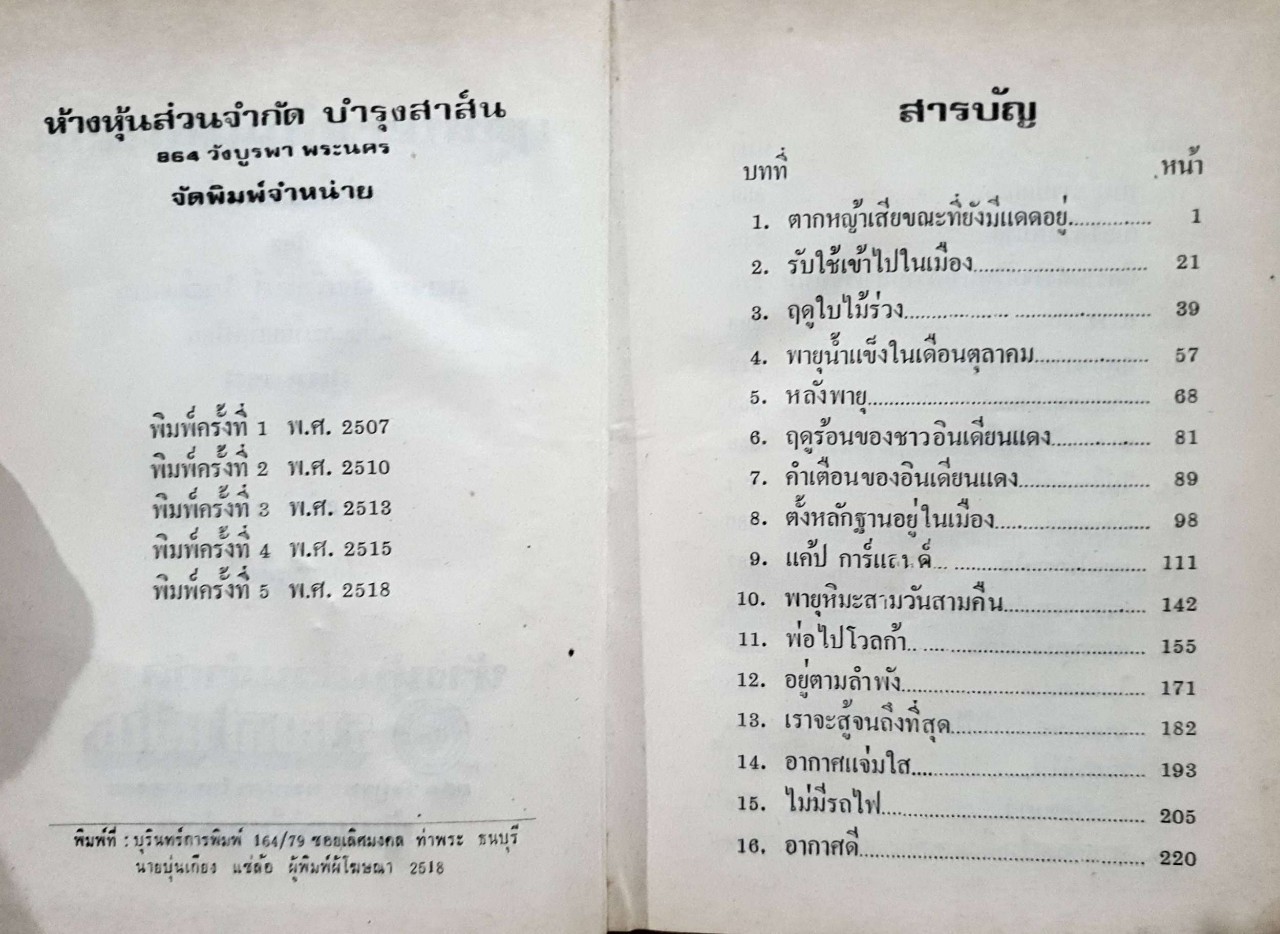 ห้างหุ้นส่วนจำกัด บำรุงสาส์น
864 วังบูรพา พระนคร
จัดพิมพ์จำหน่าย
พิมพ์ครั้งที่ 1 พ.ศ. 2507
พิมพ์ครั้งที่ 2 พ.ศ. 2510
พิมพ์ครั้งที่ 3 พ.ศ. 2513
พิมพ์ครั้งที่ 4 พ.ศ. 2515
พิมพ์ครั้งที่ 5 พ.ศ. 2518
พิมพ์ที่ : บุรินทร์การพิมพ์ 164/79 ซอยเลิศมงคล ท่าพระ ธนบุรี
นายบุ่นเกียง แซ่ล้อ ผู้พิมพ์ผู้โฆษณา 2518
สารบัญ
บทที่ หน้า
1. ตากหญ้าเสียขณะที่ยังมีแดดอยู่ 1
2. รับใช้เข้าไปในเมือง 21
3. ฤดูใบไม้ร่วง 39
4. พายุน้ำแข็งในเดือนตุลาคม 57
5. หลังพายุ 68
6. ฤดูร้อนของชาวอินเดียนแดง 81
7. คำเตือนของอินเดียนแดง 89
8. ตั้งหลักฐานอยู่ในเมือง 98
9. แค้ป การ์แลนด์ 111
10. พายุหิมะสามวันสามคืน 142
11. พ่อไปโวลก้า 155
12. อยู่ตามลำพัง 171
13. เราจะสู้จนถึงที่สุด 182
14. อากาศแจ่มใส 193
15. ไม่มีรถไฟ 205
16. อากาศดี 220